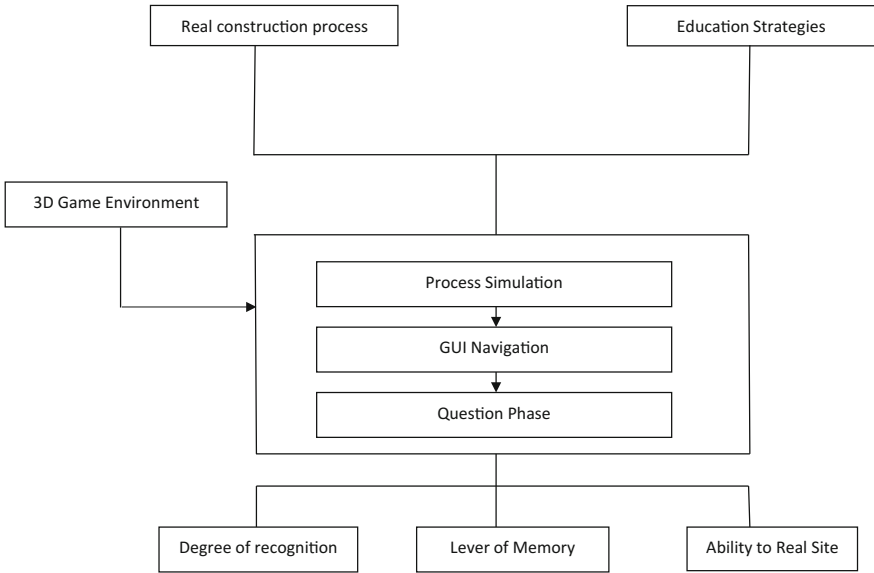 Real construction process
Education Strategies
3D Game Environment
Process Simulation
GUI Navigation
Question Phase
Degree of recognition
Lever of Memory
Ability to Real Site